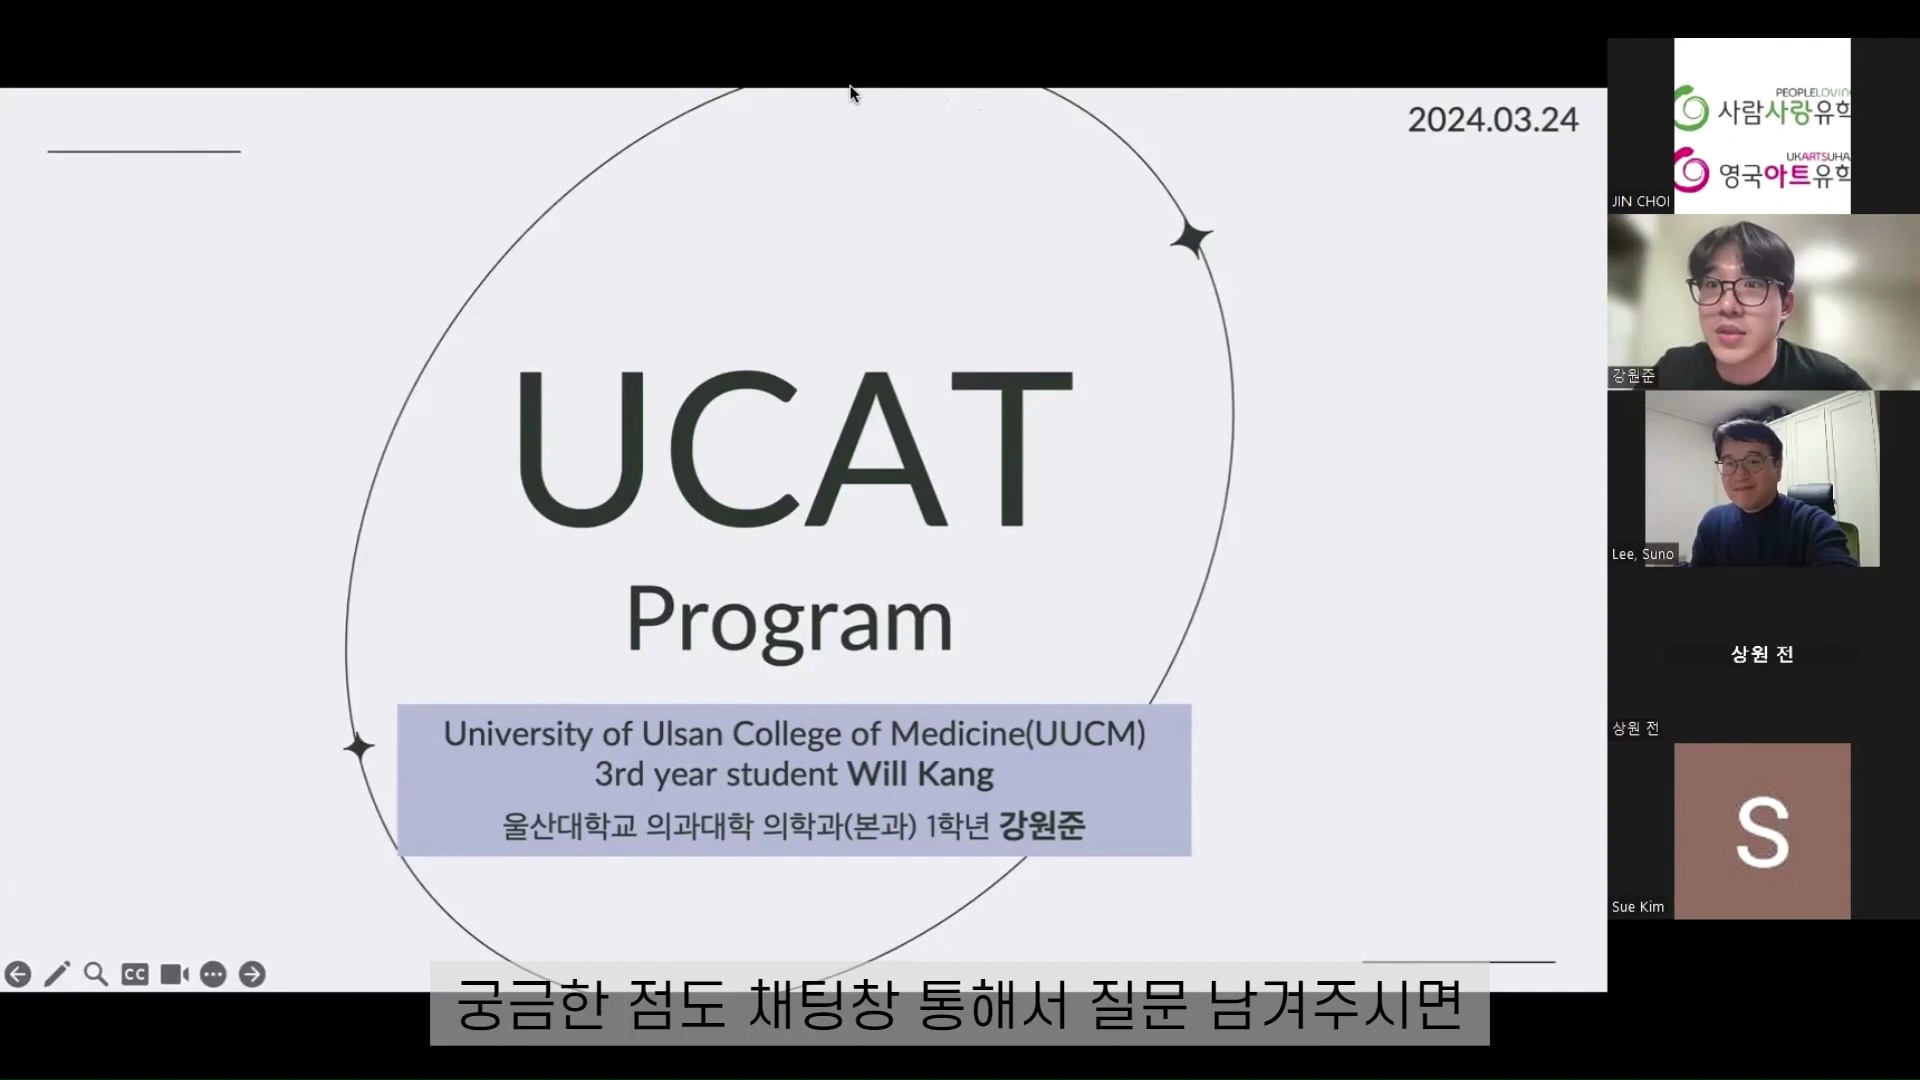 2024.03.24
UCAT
Program
University of Ulsan College of Medicine(UUCM)
3rd year student Will Kang
울산대학교 의과대학 의학과(본과) 1학년 강원준
CC
궁금한 점도 채팅창 통해서 질문 남겨주시면
PEOPLELOVIN
사람사랑유학
UKARTSUHA
영국아트유학
JIN CHOI
강원준
Lee, Suno
상원 전
상원 전
S
Sue Kim